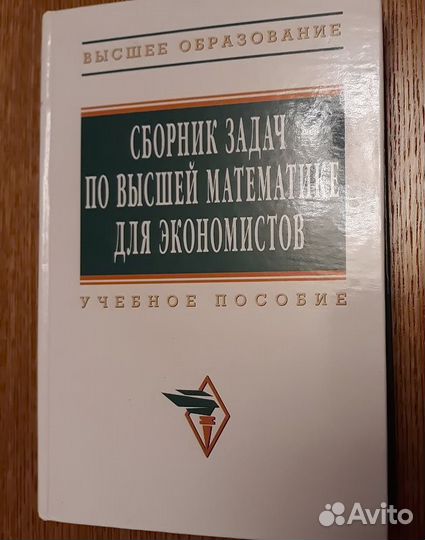 ВЫСШЕЕ ОБРАЗОВАНИЕ
СБОРНИК ЗАДАЧ
ПО ВЫСШЕЙ МАТЕМАТИКЕ
ДЛЯ ЭКОНОМИСТОВ
УЧЕБНОЕ ПОСОБИЕ
Avito